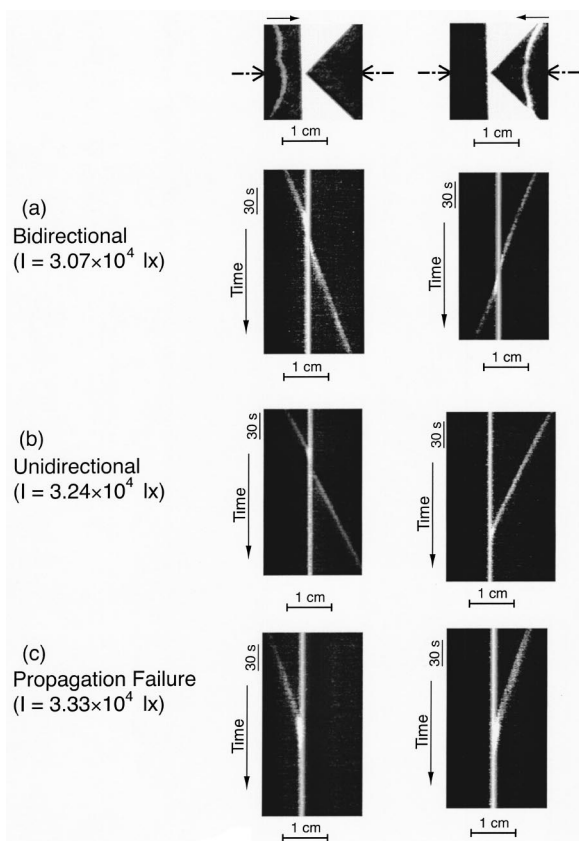 1 cm
1 cm
(a)
Bidirectional
(I = 3.07×10⁴ lx)
30 s
Time
1 cm
30 s
Time
1 cm
(b)
Unidirectional
(I = 3.24×10⁴ lx)
30 s
Time
1 cm
30 s
Time
1 cm
(c)
Propagation Failure
(I = 3.33×10⁴ lx)
30 s
Time
1 cm
30 s
Time
1 cm